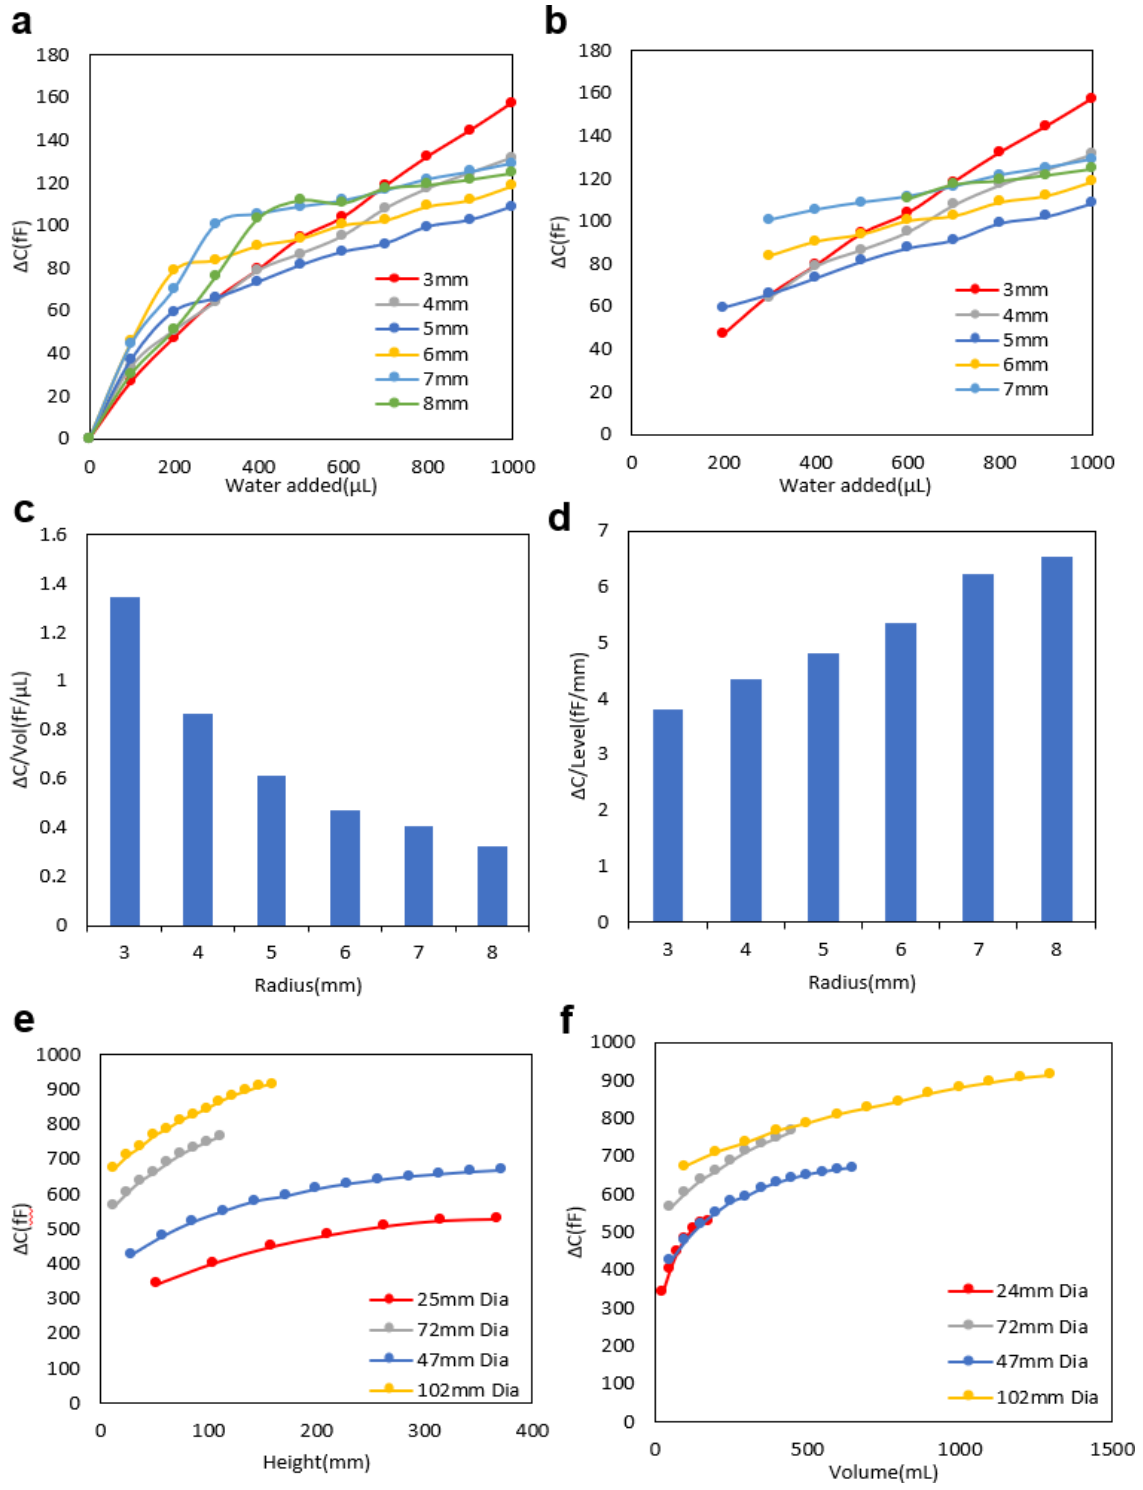 a
180
160
140
120
100
80
60
40
20
0
ΔC(fF)
3mm
4mm
5mm
6mm
7mm
8mm
0 200 400 600 800 1000
Water added(µL)
b
180
160
140
120
100
80
60
40
20
0
ΔC(fF)
3mm
4mm
5mm
6mm
7mm
0 200 400 600 800 1000
Water added(µL)
c
1.6
1.4
1.2
1
0.8
0.6
0.4
0.2
0
ΔC/Vol(fF/µL)
3 4 5 6 7 8
Radius(mm)
d
7
6
5
4
3
2
1
0
ΔC/Level(fF/mm)
3 4 5 6 7 8
Radius(mm)
e
1000
900
800
700
600
500
400
300
200
100
0
ΔC(fF)
25mm Dia
72mm Dia
47mm Dia
102mm Dia
0 100 200 300 400
Height(mm)
f
1000
900
800
700
600
500
400
300
200
100
0
ΔC(fF)
24mm Dia
72mm Dia
47mm Dia
102mm Dia
0 500 1000 1500
Volume(mL)